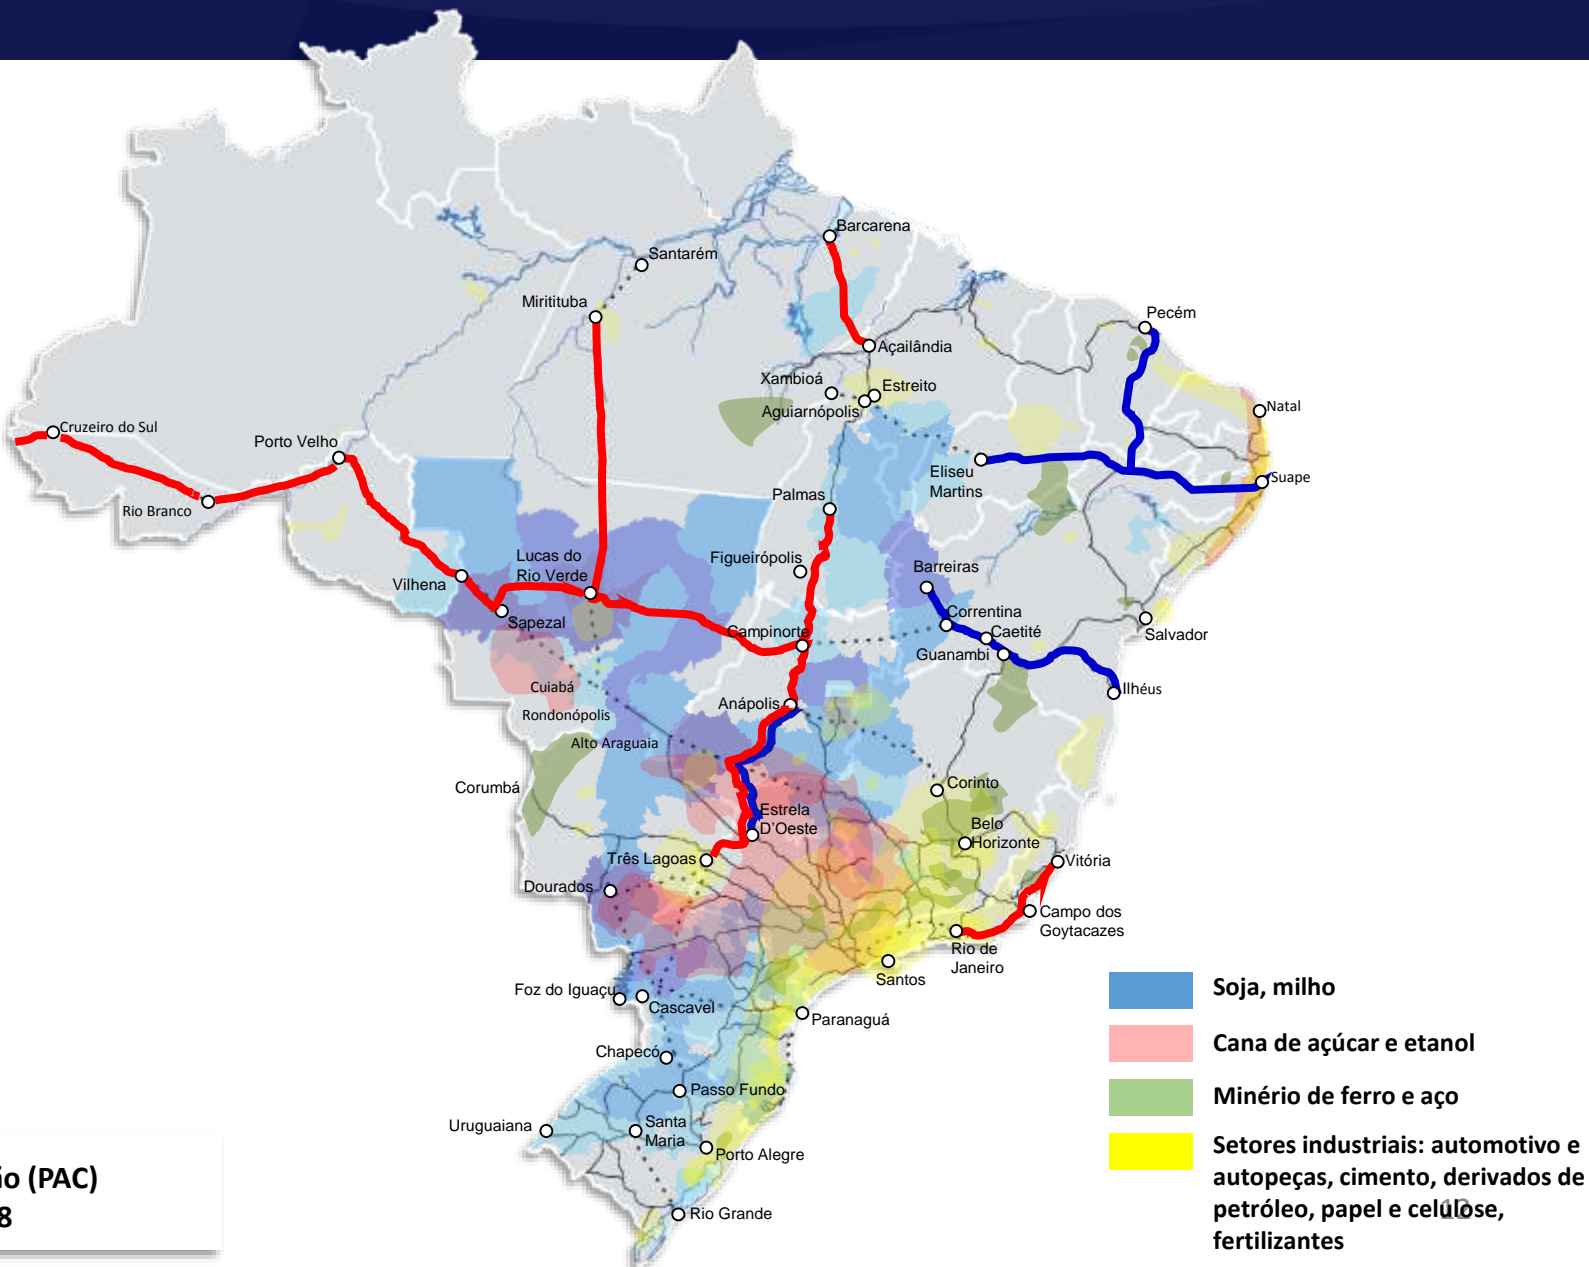 Barcarena
Santarém
Miritituba
Pecém
Açailândia
Xambioá
Estreito
Aguiarnópolis
Natal
Cruzeiro do Sul
Porto Velho
Eliseu
Martins
Suape
Palmas
Rio Branco
Lucas do
Rio Verde
Figueirópolis
Barreiras
Vilhena
Correntina
Sapezal
Campinorte
Caetité
Salvador
Guanambi
Cuiabá
Ilhéus
Anápolis
Rondonópolis
Alto Araguaia
Corumbá
Corinto
Estrela
D'Oeste
Belo
Horizonte
Três Lagoas
Vitória
Dourados
Campo dos
Goytacazes
Rio de
Janeiro
Santos
Foz do Iguaçu
Cascavel
Paranaguá
Chapecó
Passo Fundo
Uruguaiana
Santa
Maria
Porto Alegre
Rio Grande
Soja, milho
Cana de açúcar e etanol
Minério de ferro e aço
Setores industriais: automotivo e
autopeças, cimento, derivados de
petróleo, papel e celulose,
fertilizantes
12
ão (PAC)
8